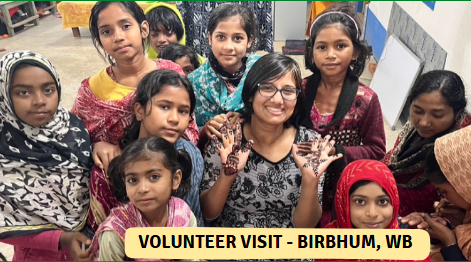 VOLUNTEER VISIT - BIRBHUM, WB